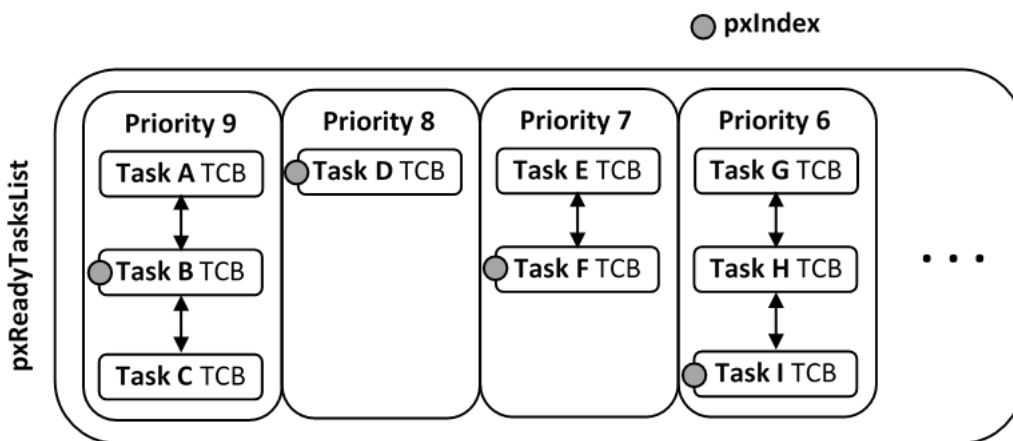 pxIndex
pxReadyTasksList
Priority 9
Task A TCB
Task B TCB
Task C TCB
Priority 8
Task D TCB
Priority 7
Task E TCB
Task F TCB
Priority 6
Task G TCB
Task H TCB
Task I TCB
. . .